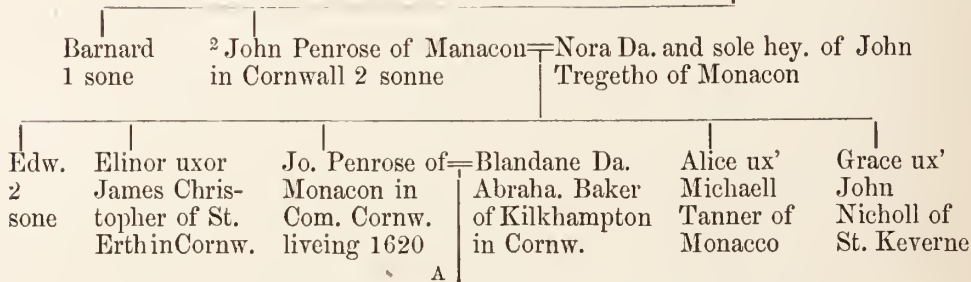 Barnard
1 sone
² John Penrose of Manacon
in Cornwall 2 sonne
Nora Da. and sole hey. of John
Tregetho of Monacon
Edw.
2
sone
Elinor uxor
James Chris-
topher of St.
Erth in Cornw.
Jo. Penrose of
Monacon in
Com. Cornw.
liveing 1620
Blandane Da.
Abraha. Baker
of Kilkhampton
in Cornw.
Alice ux'
Michaell
Tanner of
Monacco
Grace ux'
John
Nicholl of
St. Keverne
A